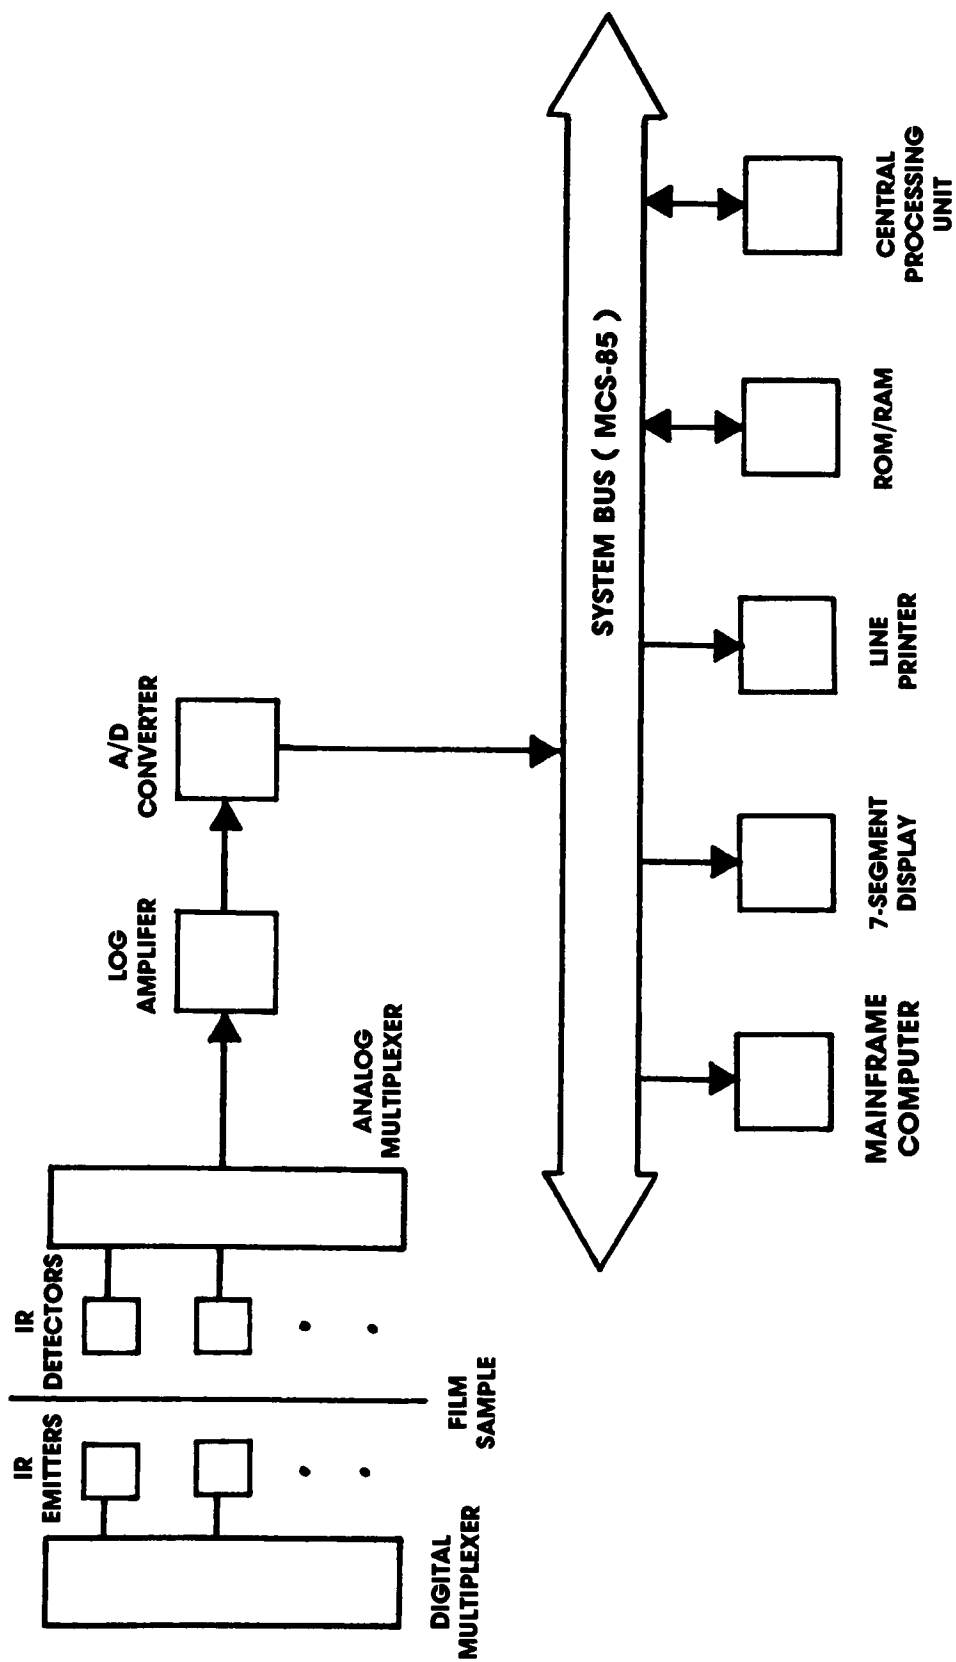 IR
EMITTERS
IR
DETECTORS
DIGITAL
MULTIPLEXER
FILM
SAMPLE
ANALOG
MULTIPLEXER
LOG
AMPLIFER
A/D
CONVERTER
SYSTEM BUS ( MCS-85 )
MAINFRAME
COMPUTER
7-SEGMENT
DISPLAY
LINE
PRINTER
ROM/RAM
CENTRAL
PROCESSING
UNIT